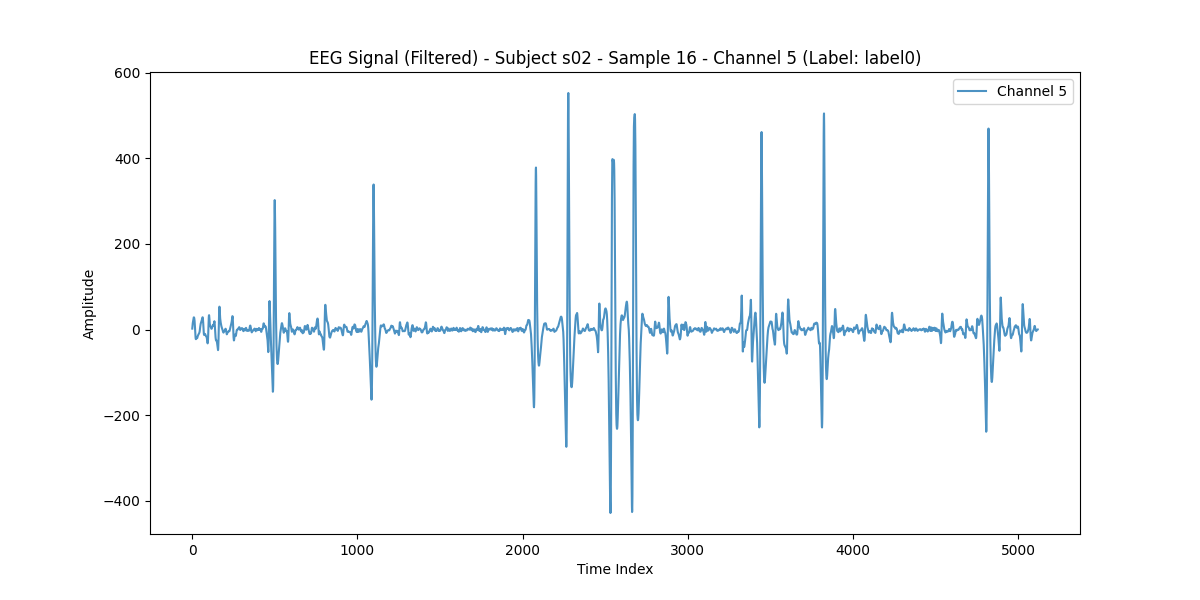 EEG Signal (Filtered) - Subject s02 - Sample 16 - Channel 5 (Label: label0)
Channel 5
600
400
200
0
−200
−400
Amplitude
0 1000 2000 3000 4000 5000
Time Index